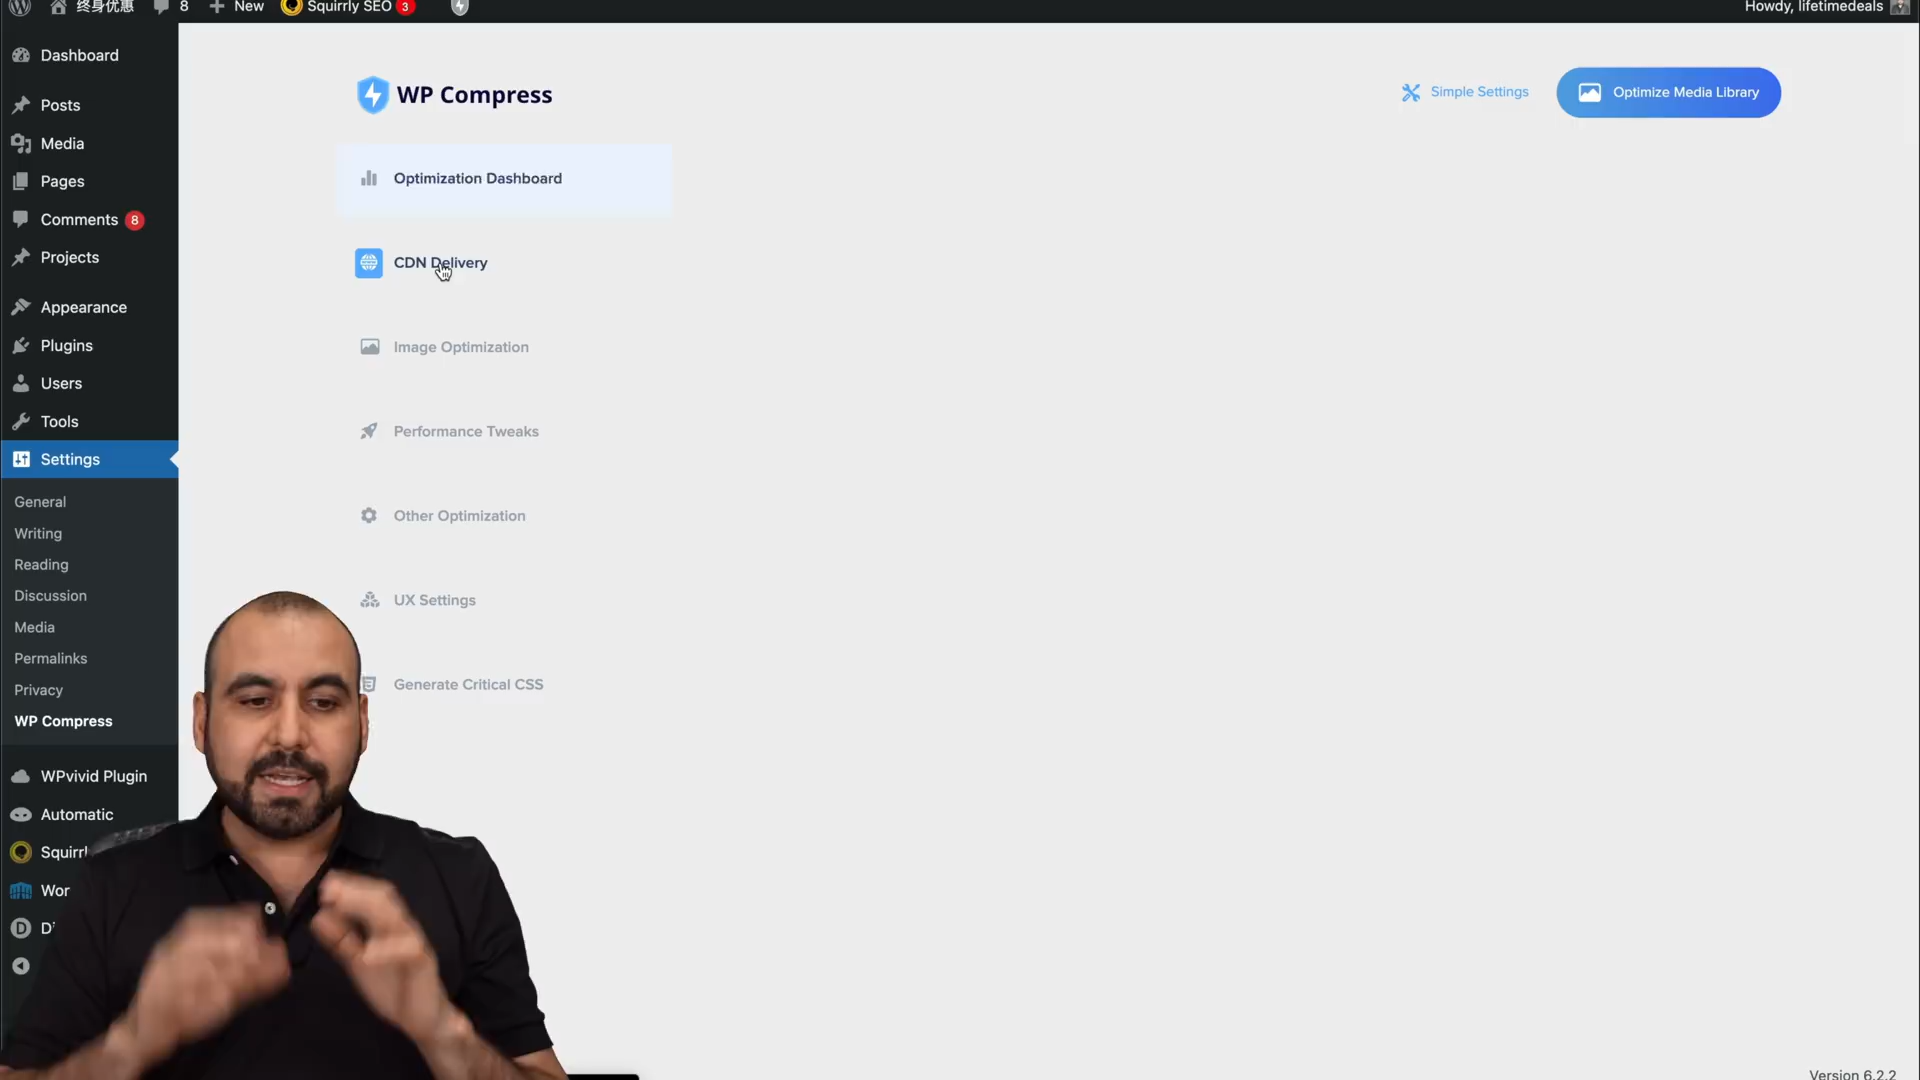 终身优惠
8
New
Squirrly SEO
3
Howdy, lifetimedeals
Dashboard
Posts
Media
Pages
Comments 8
Projects
Appearance
Plugins
Users
Tools
Settings
General
Writing
Reading
Discussion
Media
Permalinks
Privacy
WP Compress
WPvivid Plugin
Automatic
WP Compress
Simple Settings
Optimize Media Library
Optimization Dashboard
CDN Delivery
Image Optimization
Performance Tweaks
Other Optimization
UX Settings
Generate Critical CSS
Version 6.2.2